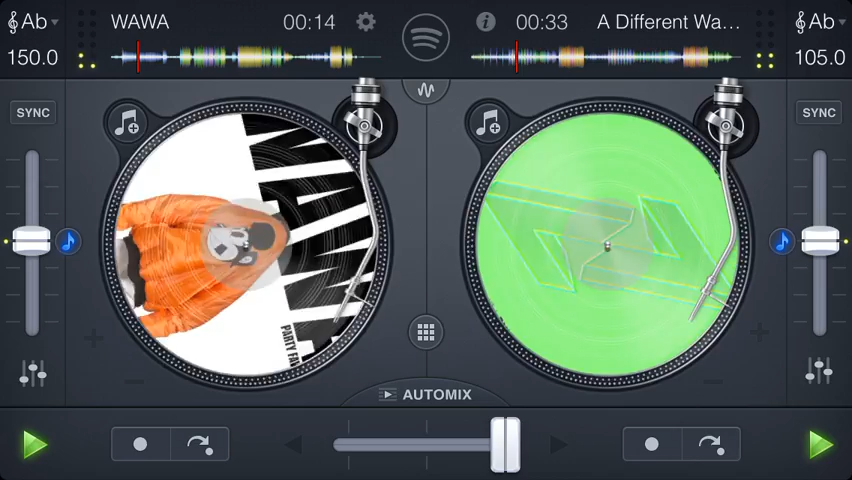 Ab
WAWA
00:14
00:33
A Different Wa...
Ab
150.0
105.0
SYNC
SYNC
WAWA
PARTY FA
AUTOMIX